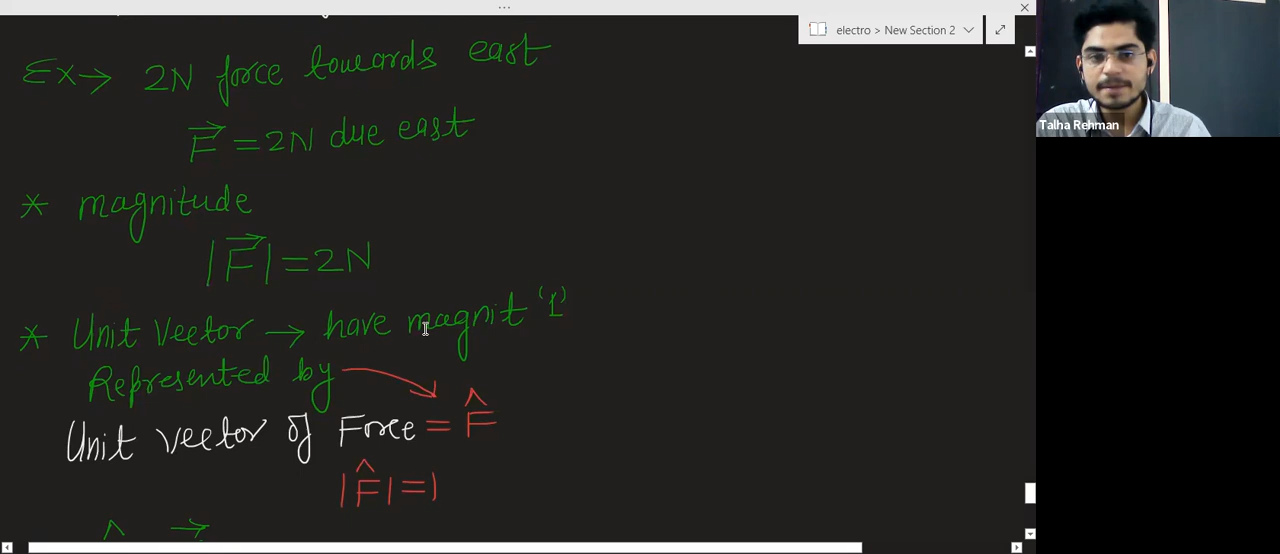 electro > New Section 2
Talha Rehman
Ex → 2N force towards east
F⃗ = 2N due east
* magnitude
|F⃗| = 2N
* Unit Vector → have magnit '1'
Represented by
Unit vector of Force = F̂
|F̂| = 1